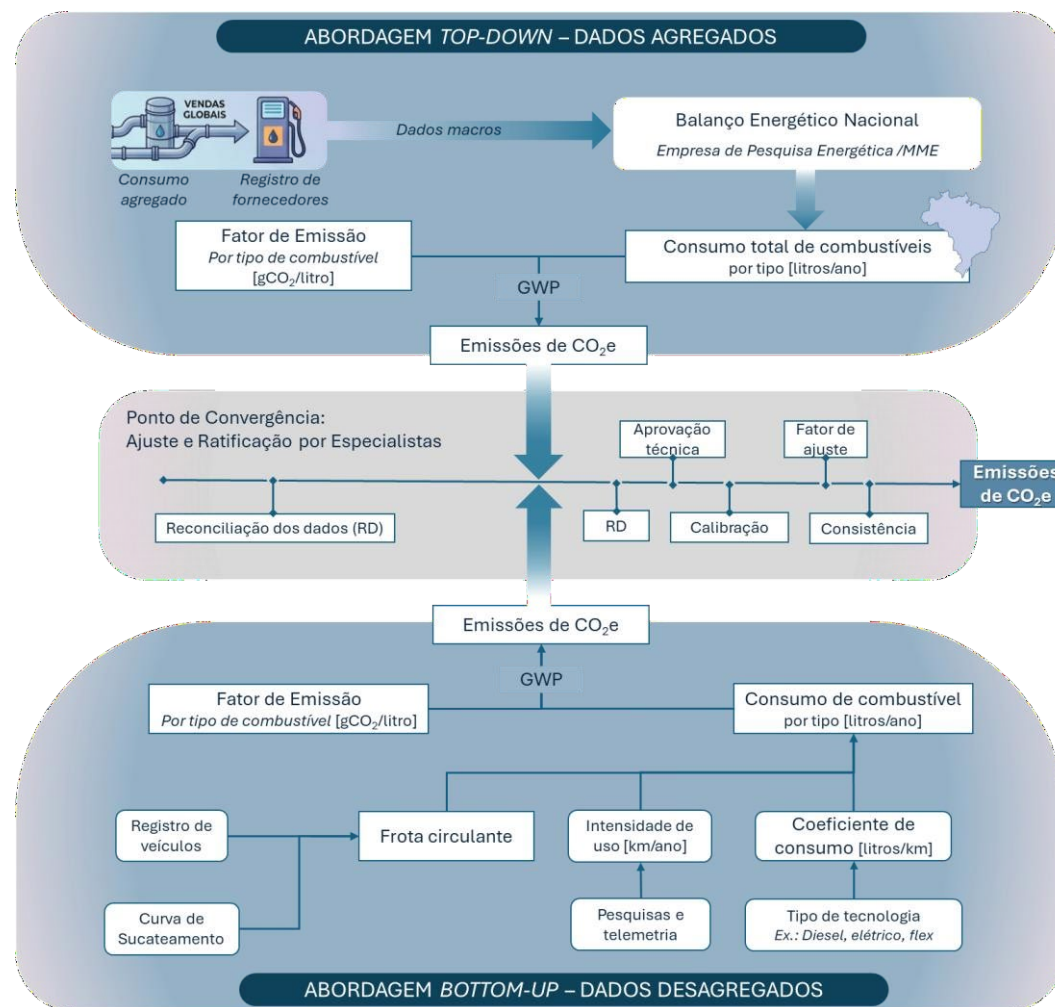 ABORDAGEM TOP-DOWN – DADOS AGREGADOS
VENDAS
GLOBAIS
Consumo
agregado
Registro de
fornecedores
Dados macros
Balanço Energético Nacional
Empresa de Pesquisa Energética /MME
Fator de Emissão
Por tipo de combustível
[gCO₂/litro]
Consumo total de combustíveis
por tipo [litros/ano]
GWP
Emissões de CO₂e
Ponto de Convergência:
Ajuste e Ratificação por Especialistas
Aprovação
técnica
Fator de
ajuste
Reconciliação dos dados (RD)
RD
Calibração
Consistência
Emissões
de CO₂e
Emissões de CO₂e
GWP
Fator de Emissão
Por tipo de combustível [gCO₂/litro]
Consumo de combustível
por tipo [litros/ano]
Registro de
veículos
Frota circulante
Intensidade de
uso [km/ano]
Coeficiente de
consumo [litros/km]
Curva de
Sucateamento
Pesquisas e
telemetria
Tipo de tecnologia
Ex.: Diesel, elétrico, flex
ABORDAGEM BOTTOM-UP – DADOS DESAGREGADOS